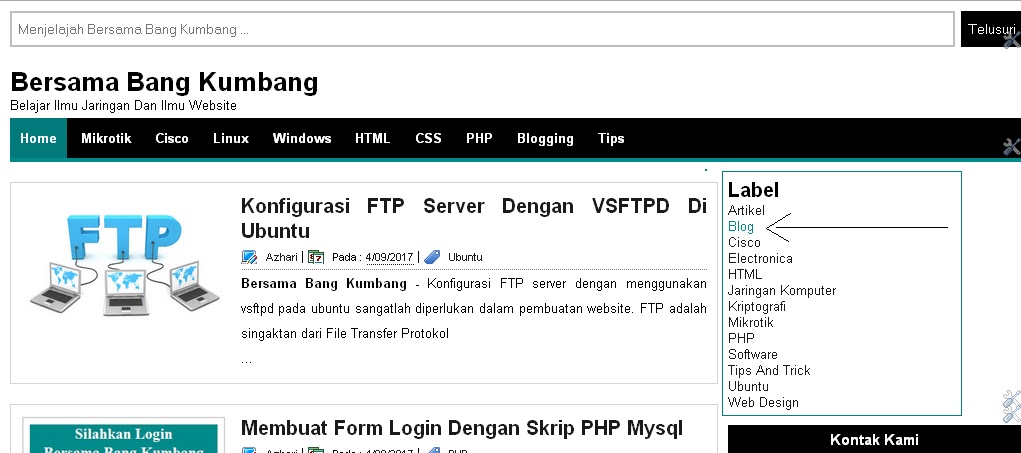 Menjelajah Bersama Bang Kumbang ...
Telusuri
Bersama Bang Kumbang
Belajar Ilmu Jaringan Dan Ilmu Website
Home Mikrotik Cisco Linux Windows HTML CSS PHP Blogging Tips
FTP
Konfigurasi FTP Server Dengan VSFTPD Di
Ubuntu
Azhari | Pada : 4/09/2017 | Ubuntu
Bersama Bang Kumbang - Konfigurasi FTP server dengan menggunakan
vsftpd pada ubuntu sangatlah diperlukan dalam pembuatan website. FTP adalah
singaktan dari File Transfer Protokol
...
Silahkan Login
Bersama Bang Kumbang
Membuat Form Login Dengan Skrip PHP Mysql
Azhari | Pada : 4/09/2017 | PHP
Label
Artikel
Blog
Cisco
Electronica
HTML
Jaringan Komputer
Kriptografi
Mikrotik
PHP
Software
Tips And Trick
Ubuntu
Web Design
Kontak Kami